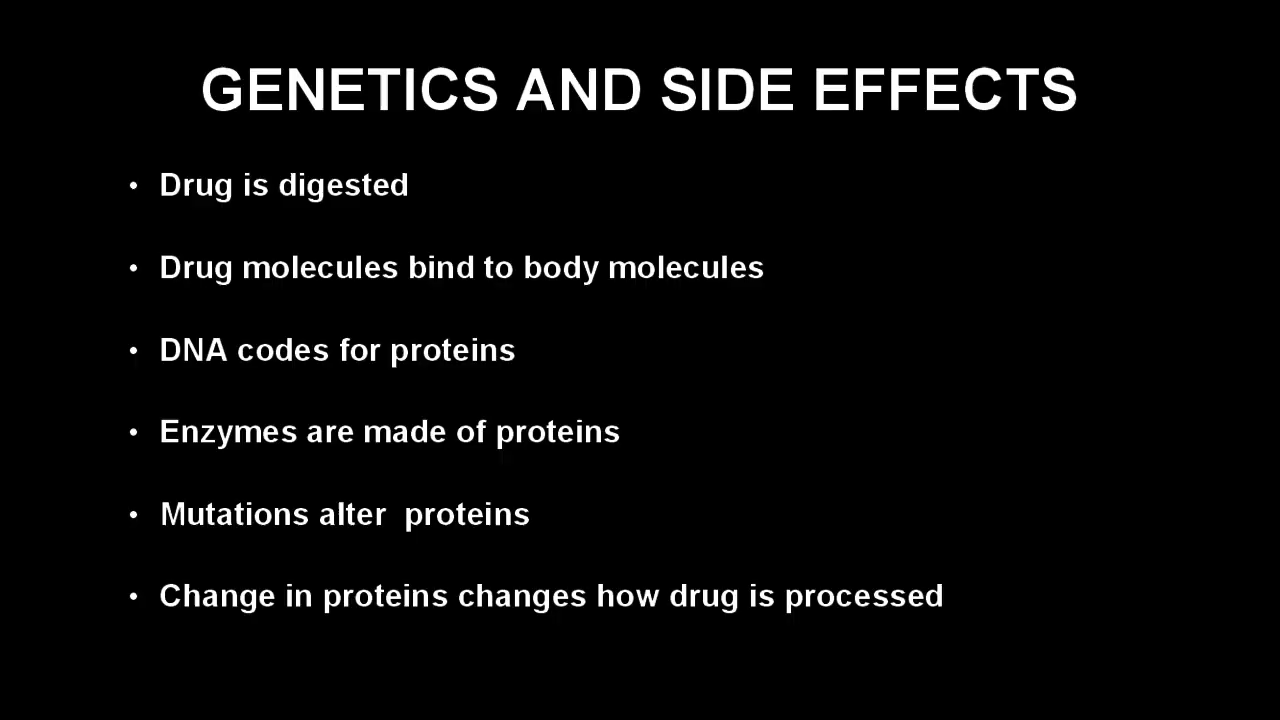 GENETICS AND SIDE EFFECTS
• Drug is digested
• Drug molecules bind to body molecules
• DNA codes for proteins
• Enzymes are made of proteins
• Mutations alter  proteins
• Change in proteins changes how drug is processed